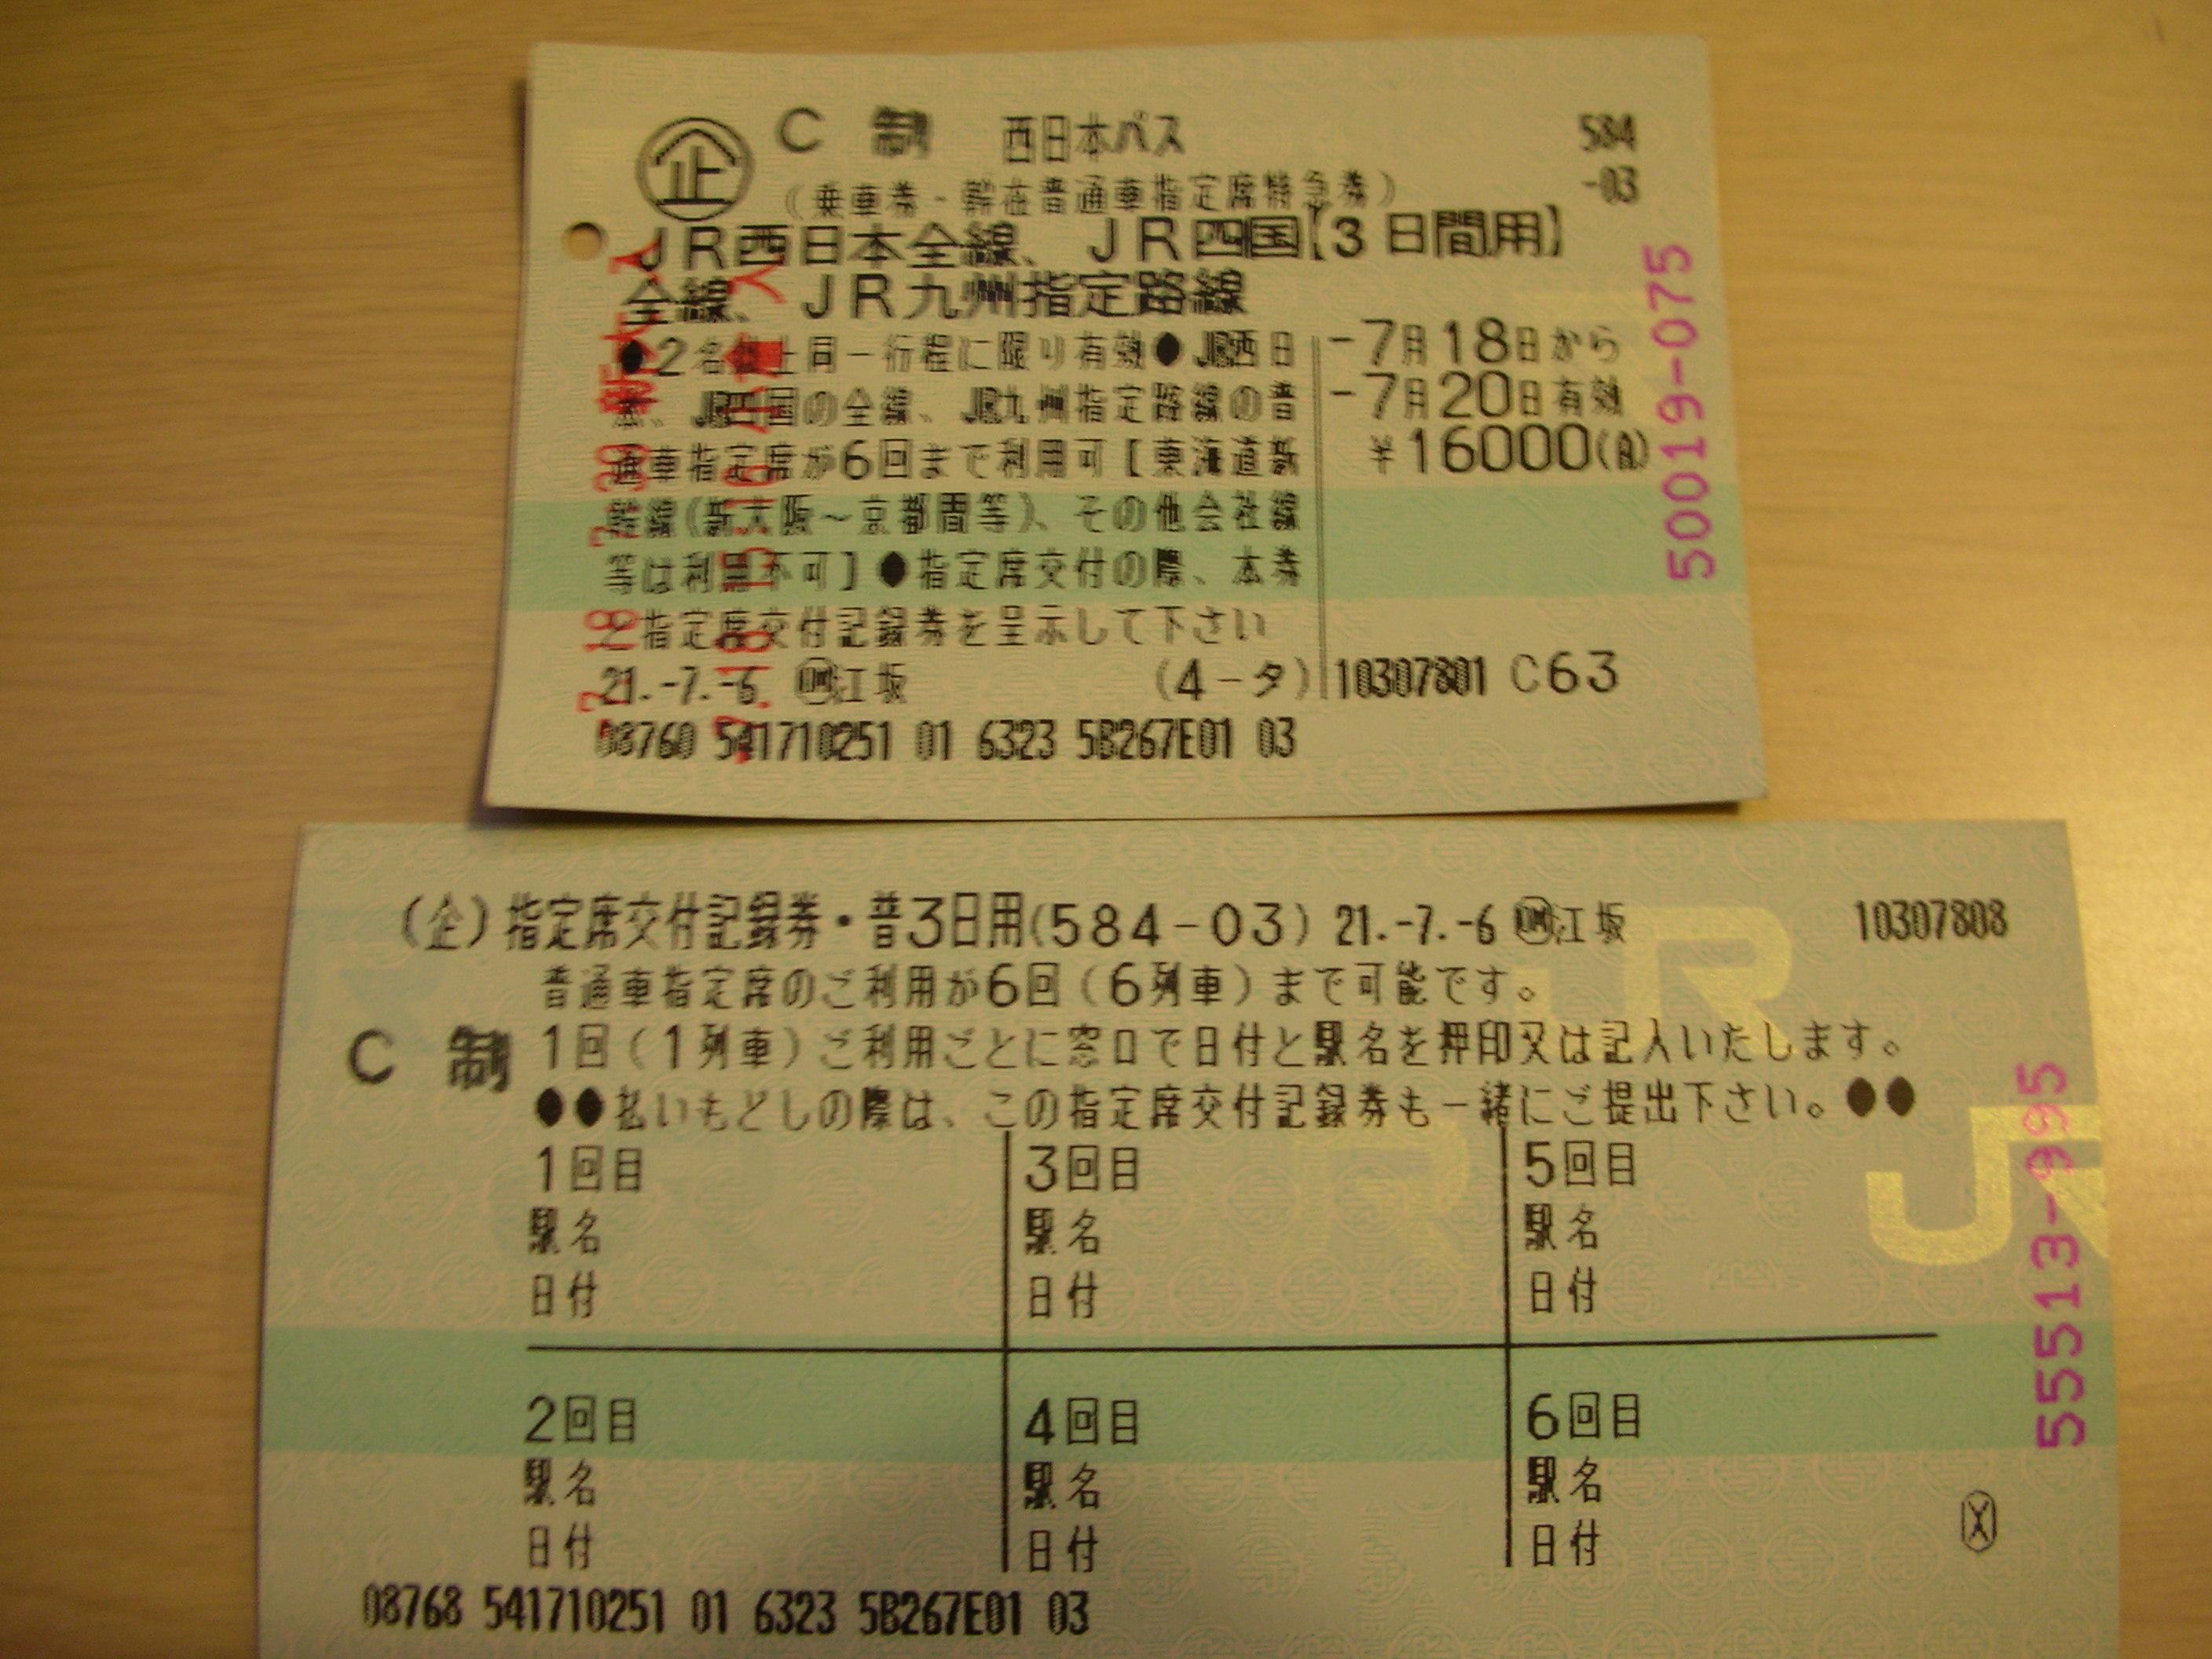 企 C 制 西日本パス 584
-03
(乗車券・幹在普通車指定席特急券)
JR西日本全線、JR四国【3日間用】
全線、JR九州指定路線
●2名以上同一行程に限り有効●JR西日
本、JR四国の全線、JR九州指定路線の普
通車指定席が6回まで利用可【東海道新
幹線(新大阪～京都間等)、その他会社線
等は利用不可】●指定席交付の際、本券
と指定席交付記録券を呈示して下さい
-7月18日から
-7月20日有効
¥16000
21.-7.-6 江坂 (4-タ) 10307801 C63
08760 541710251 01 6323 5B267E01 03
50019-075
(企)指定席交付記録券・普3日用(584-03) 21.-7.-6 江坂 10307808
普通車指定席のご利用が6回(6列車)まで可能です。
C 制 1回(1列車)ご利用ごとに窓口で日付と駅名を押印又は記入いたします。
●●払いもどしの際は、この指定席交付記録券も一緒にご提出下さい。●●
1回目 3回目 5回目
駅名 駅名 駅名
日付 日付 日付
2回目 4回目 6回目
駅名 駅名 駅名
日付 日付 日付
08768 541710251 01 6323 5B267E01 03
55513-995
JR